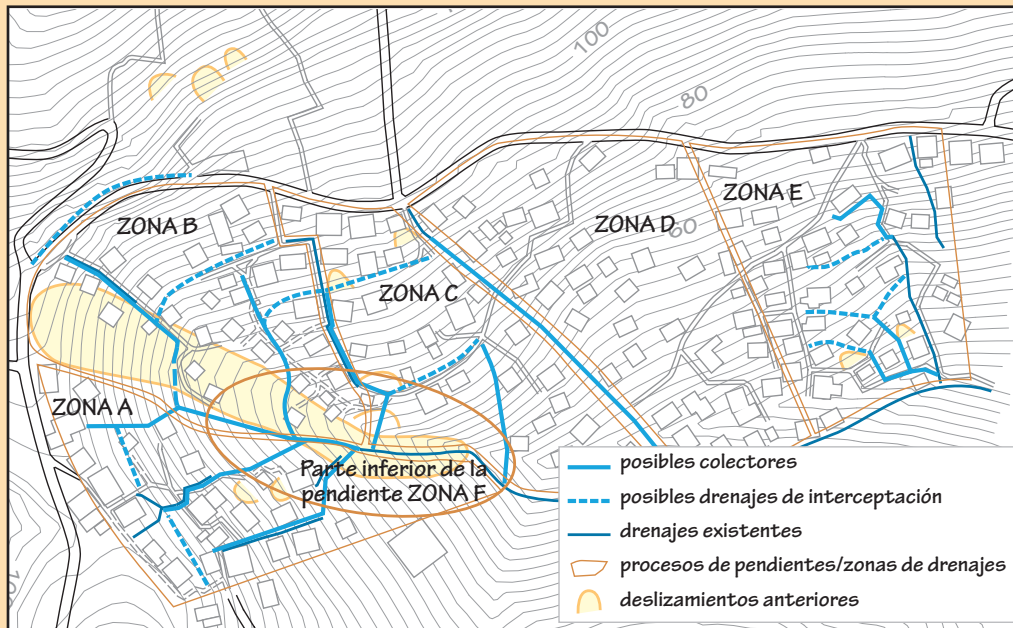 100
80
ZONA E
ZONA B
ZONA D
60
ZONA C
ZONA A
Parte inferior de la
pendiente ZONA F
posibles colectores
posibles drenajes de interceptación
drenajes existentes
procesos de pendientes/zonas de drenajes
deslizamientos anteriores